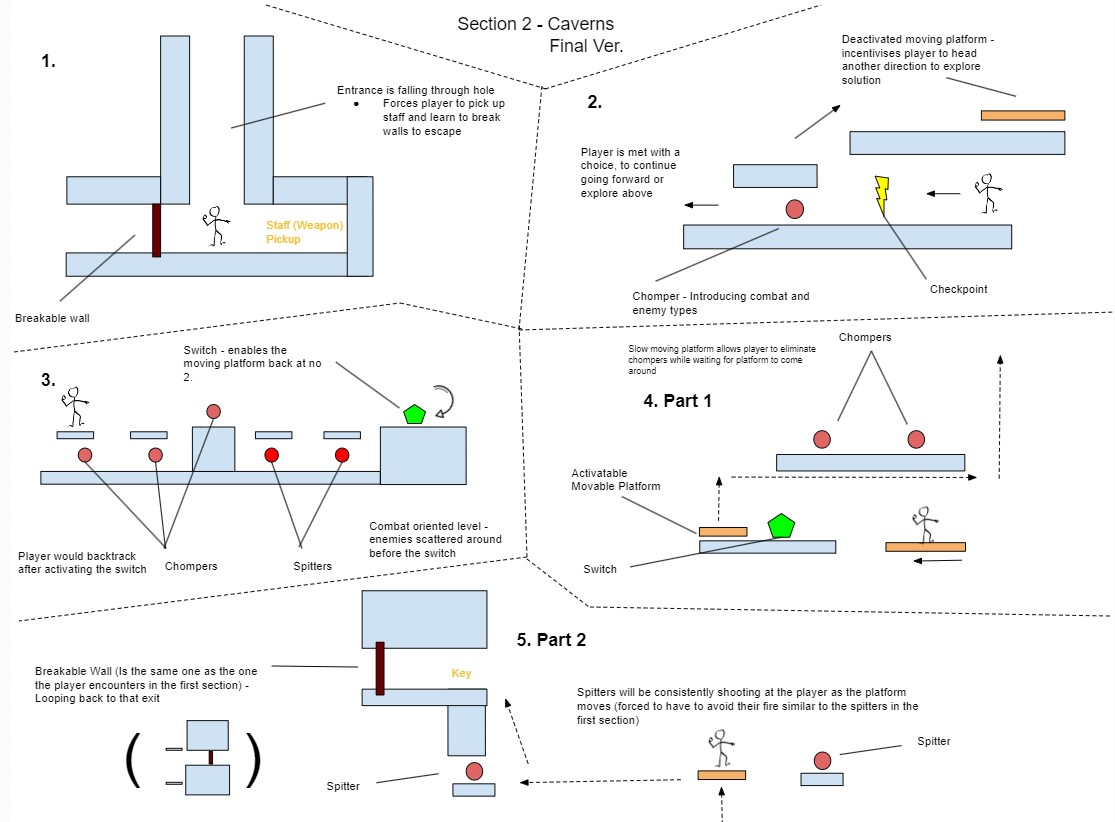 Section 2 - Caverns
Final Ver.
1.
Entrance is falling through hole
• Forces player to pick up
staff and learn to break
walls to escape
Staff (Weapon)
Pickup
Breakable wall
2.
Deactivated moving platform -
incentivises player to head
another direction to explore
solution
Player is met with a
choice, to continue
going forward or
explore above
Chomper - Introducing combat and
enemy types
Checkpoint
3.
Switch - enables the
moving platform back at no
2.
Combat oriented level -
enemies scattered around
before the switch
Player would backtrack
after activating the switch
Chompers
Spitters
Slow moving platform allows player to eliminate
chompers while waiting for platform to come
around
Chompers
4. Part 1
Activatable
Movable Platform
Switch
5. Part 2
Breakable Wall (Is the same one as the one
the player encounters in the first section) -
Looping back to that exit
( )
Key
Spitters will be consistently shooting at the player as the platform
moves (forced to have to avoid their fire similar to the spitters in the
first section)
Spitter
Spitter